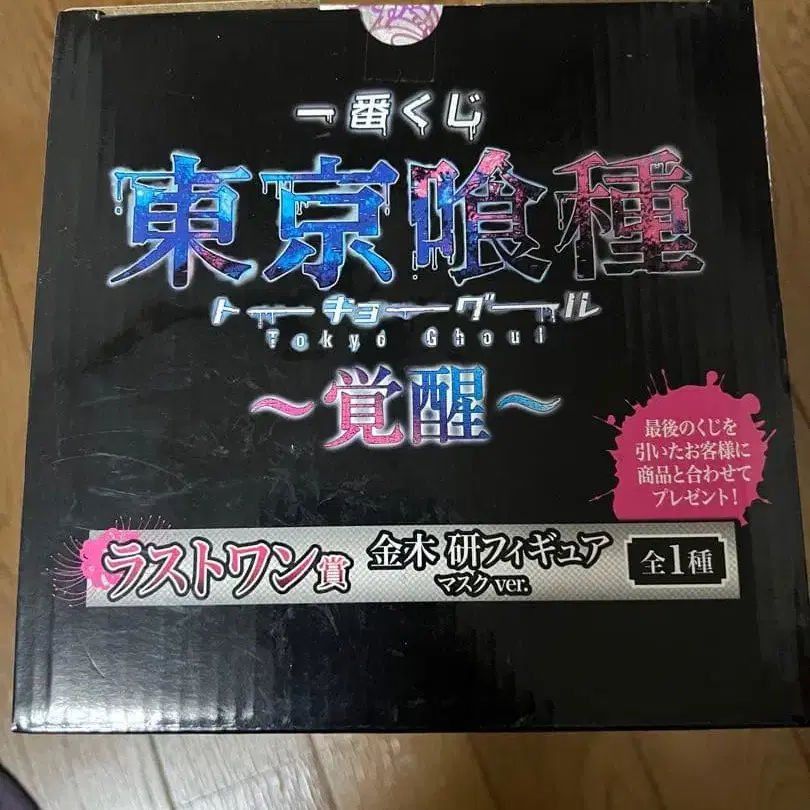 一番くじ
東京喰種
トーキョーグール
Tokyo Ghoul
～覚醒～
最後のくじを
引いたお客様に
商品と合わせて
プレゼント!
ラストワン賞
金木 研フィギュア
マスクver.
全1種